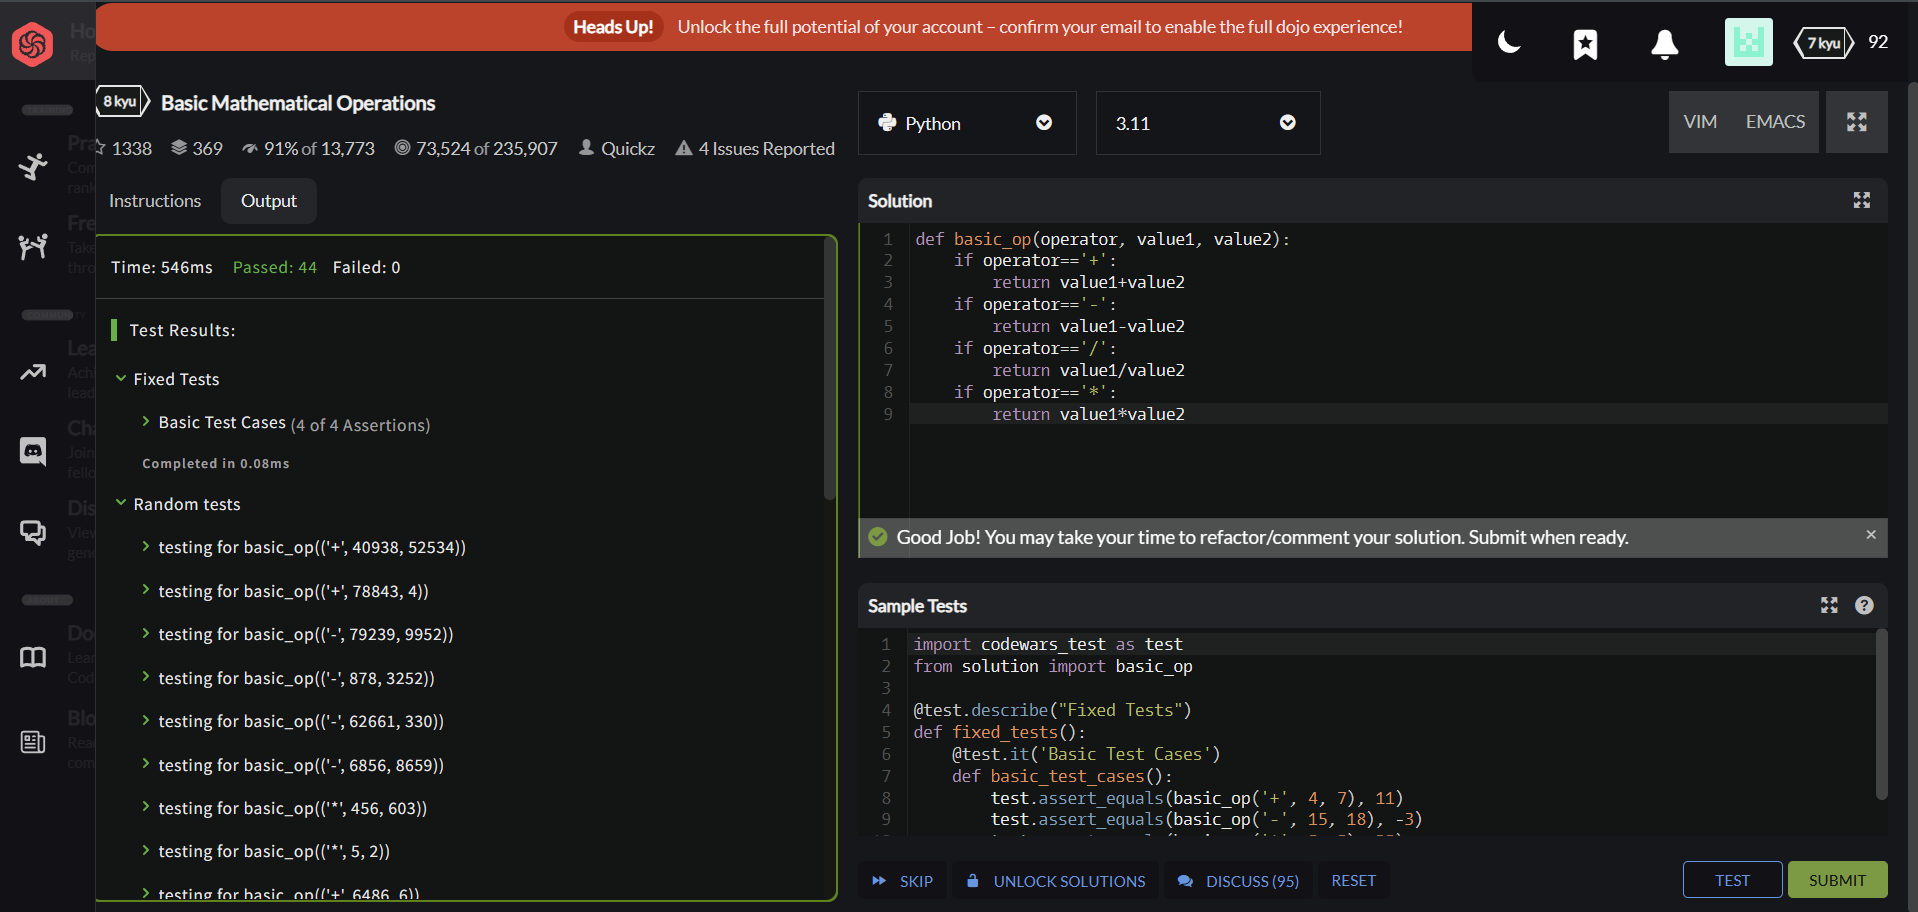 Heads Up! Unlock the full potential of your account – confirm your email to enable the full dojo experience!
7 kyu 92
8 kyu Basic Mathematical Operations
1338 369 91% of 13,773 73,524 of 235,907 Quickz 4 Issues Reported
Instructions Output
Time: 546ms Passed: 44 Failed: 0
Test Results:
Fixed Tests
Basic Test Cases (4 of 4 Assertions)
Completed in 0.08ms
Random tests
testing for basic_op(('+', 40938, 52534))
testing for basic_op(('+', 78843, 4))
testing for basic_op(('-', 79239, 9952))
testing for basic_op(('-', 878, 3252))
testing for basic_op(('-', 62661, 330))
testing for basic_op(('-', 6856, 8659))
testing for basic_op(('*', 456, 603))
testing for basic_op(('*', 5, 2))
testing for basic_op(('+', 6486, 6))
Python 3.11 VIM EMACS
Solution
1 def basic_op(operator, value1, value2):
2 if operator=='+':
3 return value1+value2
4 if operator=='-':
5 return value1-value2
6 if operator=='/':
7 return value1/value2
8 if operator=='*':
9 return value1*value2
Good Job! You may take your time to refactor/comment your solution. Submit when ready.
Sample Tests
1 import codewars_test as test
2 from solution import basic_op
3
4 @test.describe("Fixed Tests")
5 def fixed_tests():
6 @test.it('Basic Test Cases')
7 def basic_test_cases():
8 test.assert_equals(basic_op('+', 4, 7), 11)
9 test.assert_equals(basic_op('-', 15, 18), -3)
SKIP UNLOCK SOLUTIONS DISCUSS (95) RESET TEST SUBMIT